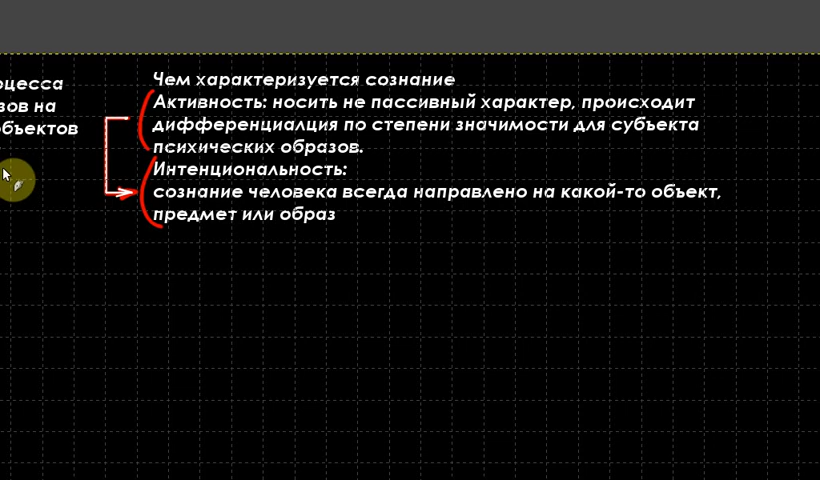 оцесса
зов на
объектов
Чем характеризуется сознание
Активность: носить не пассивный характер, происходит
дифференциалция по степени значимости для субъекта
психических образов.
Интенциональность:
сознание человека всегда направлено на какой-то объект,
предмет или образ